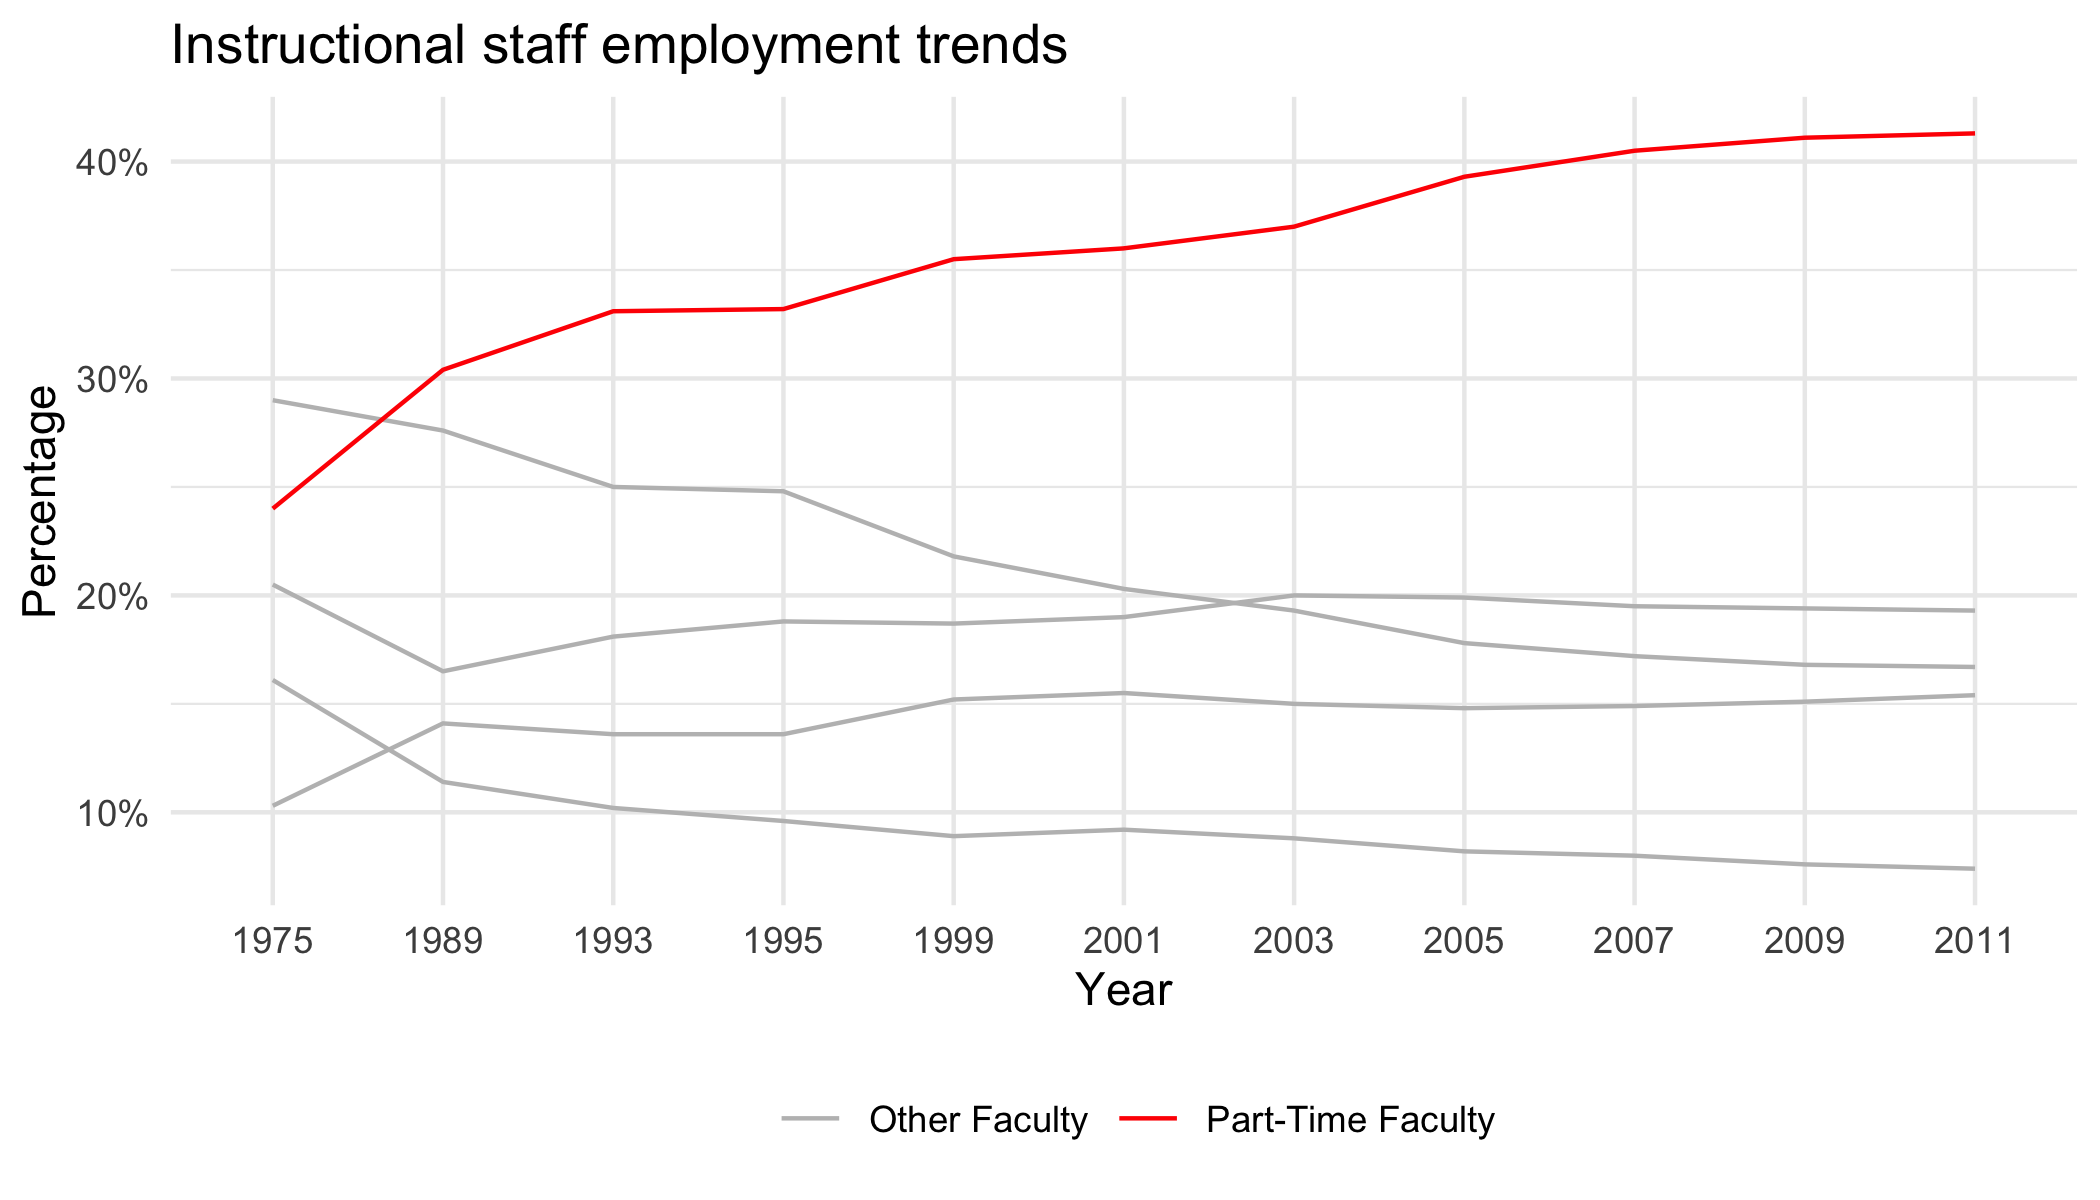 Instructional staff employment trends
40%
30%
20%
10%
Percentage
1975 1989 1993 1995 1999 2001 2003 2005 2007 2009 2011
Year
Other Faculty Part-Time Faculty